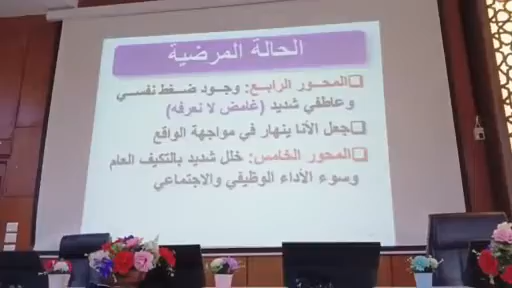 الحالة المرضية
المحور الرابع: وجود ضغط نفسي
وعاطفي شديد (غامض لا نعرفه)
جعل الأنا ينهار في مواجهة الواقع
المحور الخامس: خلل شديد بالتكيف العام
وسوء الأداء الوظيفي والاجتماعي